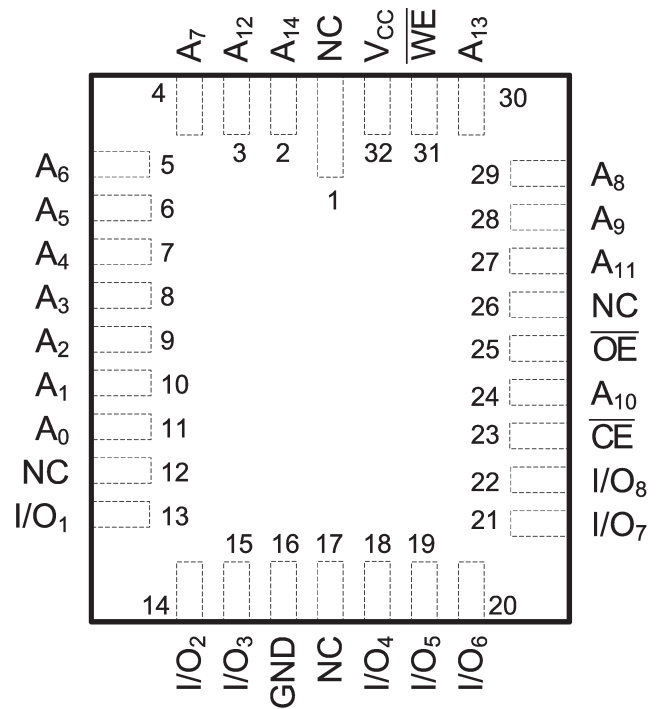 A7 A12 A14 NC VCC W̅E̅ A13
4 30
3 2 32 31
1
A6 5 29 A8
A5 6 28 A9
A4 7 27 A11
A3 8 26 NC
A2 9 25 O̅E̅
A1 10 24 A10
A0 11 23 C̅E̅
NC 12 22 I/O8
I/O1 13 21 I/O7
15 16 17 18 19
14 20
I/O2 I/O3 GND NC I/O4 I/O5 I/O6